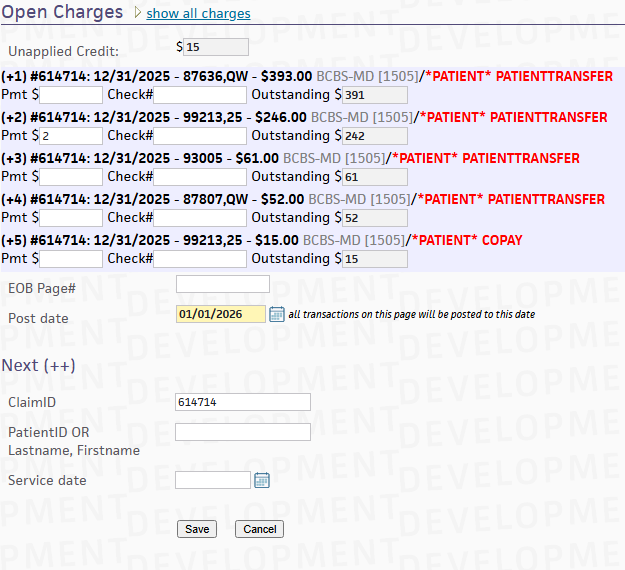 Open Charges ▷ show all charges
Unapplied Credit: $ 15
(+1) #614714: 12/31/2025 - 87636,QW - $393.00 BCBS-MD [1505]/*PATIENT* PATIENTTRANSFER
Pmt $ Check# Outstanding $ 391
(+2) #614714: 12/31/2025 - 99213,25 - $246.00 BCBS-MD [1505]/*PATIENT* PATIENTTRANSFER
Pmt $ 2 Check# Outstanding $ 242
(+3) #614714: 12/31/2025 - 93005 - $61.00 BCBS-MD [1505]/*PATIENT* PATIENTTRANSFER
Pmt $ Check# Outstanding $ 61
(+4) #614714: 12/31/2025 - 87807,QW - $52.00 BCBS-MD [1505]/*PATIENT* PATIENTTRANSFER
Pmt $ Check# Outstanding $ 52
(+5) #614714: 12/31/2025 - 99213,25 - $15.00 BCBS-MD [1505]/*PATIENT* COPAY
Pmt $ Check# Outstanding $ 15
EOB Page#
Post date 01/01/2026 all transactions on this page will be posted to this date
Next (++)
ClaimID 614714
PatientID OR
Lastname, Firstname
Service date
Save Cancel
DEVELOPMENT